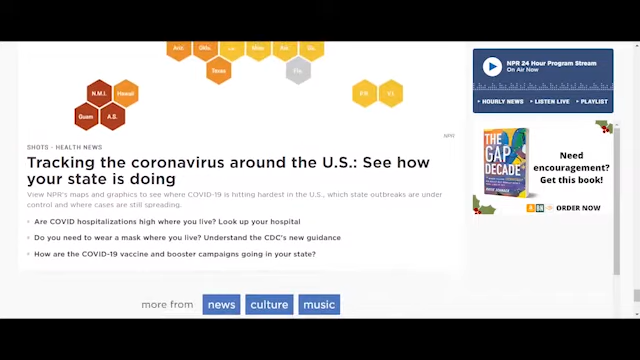 Ariz.
Okla.
La.
Miss.
Ala.
Ga.
Texas
Fla.
N.M.I.
Hawaii
Guam
A.S.
P.R.
V.I.
NPR
SHOTS - HEALTH NEWS
Tracking the coronavirus around the U.S.: See how
your state is doing
View NPR's maps and graphics to see where COVID-19 is hitting hardest in the U.S., which state outbreaks are under
control and where cases are still spreading.
Are COVID hospitalizations high where you live? Look up your hospital
Do you need to wear a mask where you live? Understand the CDC's new guidance
How are the COVID-19 vaccine and booster campaigns going in your state?
more from
news
culture
music
NPR 24 Hour Program Stream
On Air Now
HOURLY NEWS
LISTEN LIVE
PLAYLIST
THE
GAP
DECADE
Need
encouragement?
Get this book!
ORDER NOW